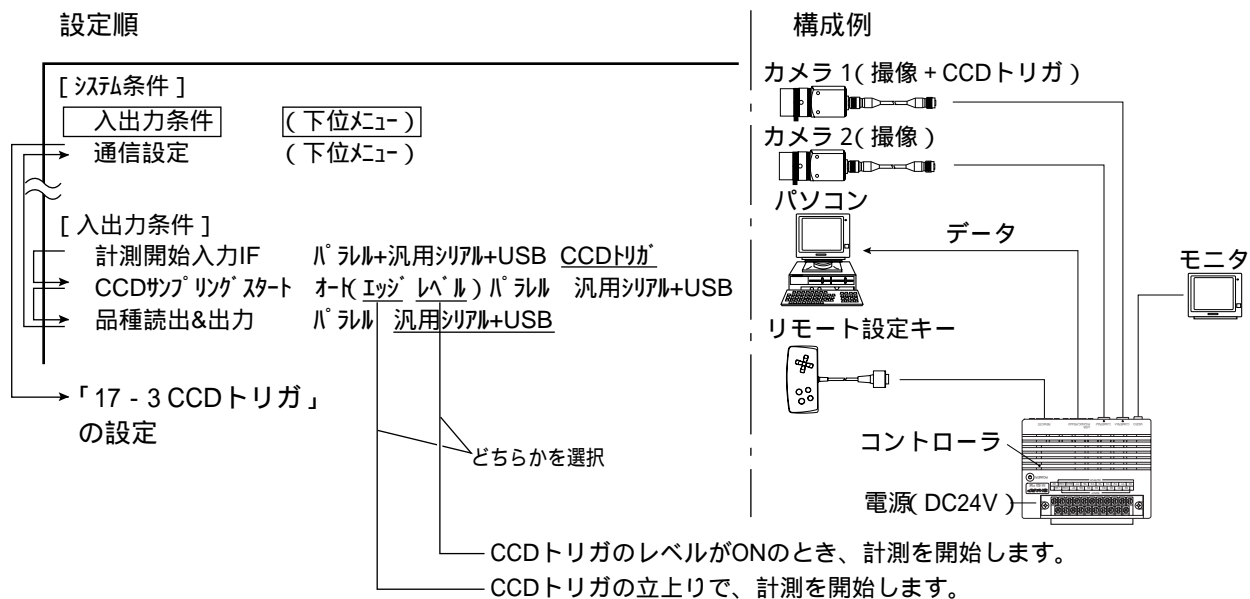 設定順
[ システム条件 ]
入出力条件 ( 下位メニュー )
通信設定 ( 下位メニュー )
[ 入出力条件 ]
計測開始入力IF パラレル+汎用シリアル+USB CCDトリガ
CCDサンプリングスタート オート( エッジ レベル ) パラレル 汎用シリアル+USB
品種読出&出力 パラレル 汎用シリアル+USB
「17 - 3 CCDトリガ」
の設定
どちらかを選択
CCDトリガのレベルがONのとき、計測を開始します。
CCDトリガの立上りで、計測を開始します。
構成例
カメラ 1( 撮像 + CCDトリガ )
カメラ 2( 撮像 )
パソコン
データ
モニタ
リモート設定キー
コントローラ
電源( DC24V )